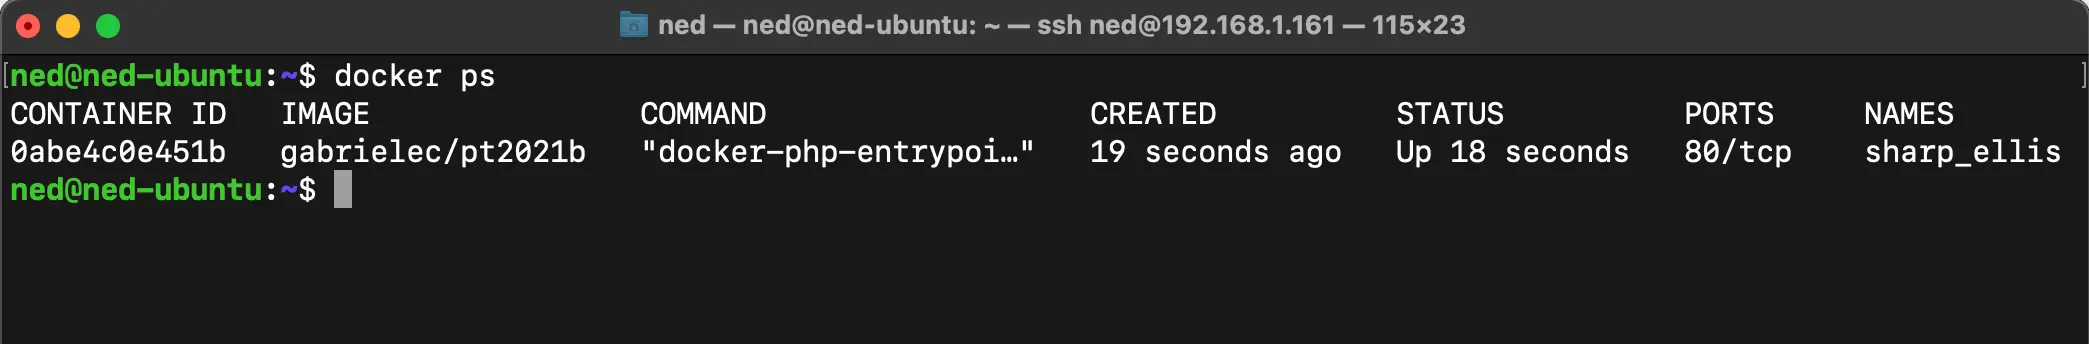 ned — ned@ned-ubuntu: ~ — ssh ned@192.168.1.161 — 115×23
[ned@ned-ubuntu:~$ docker ps ]
CONTAINER ID   IMAGE               COMMAND                  CREATED          STATUS          PORTS     NAMES
0abe4c0e451b   gabrielec/pt2021b   "docker-php-entrypoi…"   19 seconds ago   Up 18 seconds   80/tcp    sharp_ellis
ned@ned-ubuntu:~$